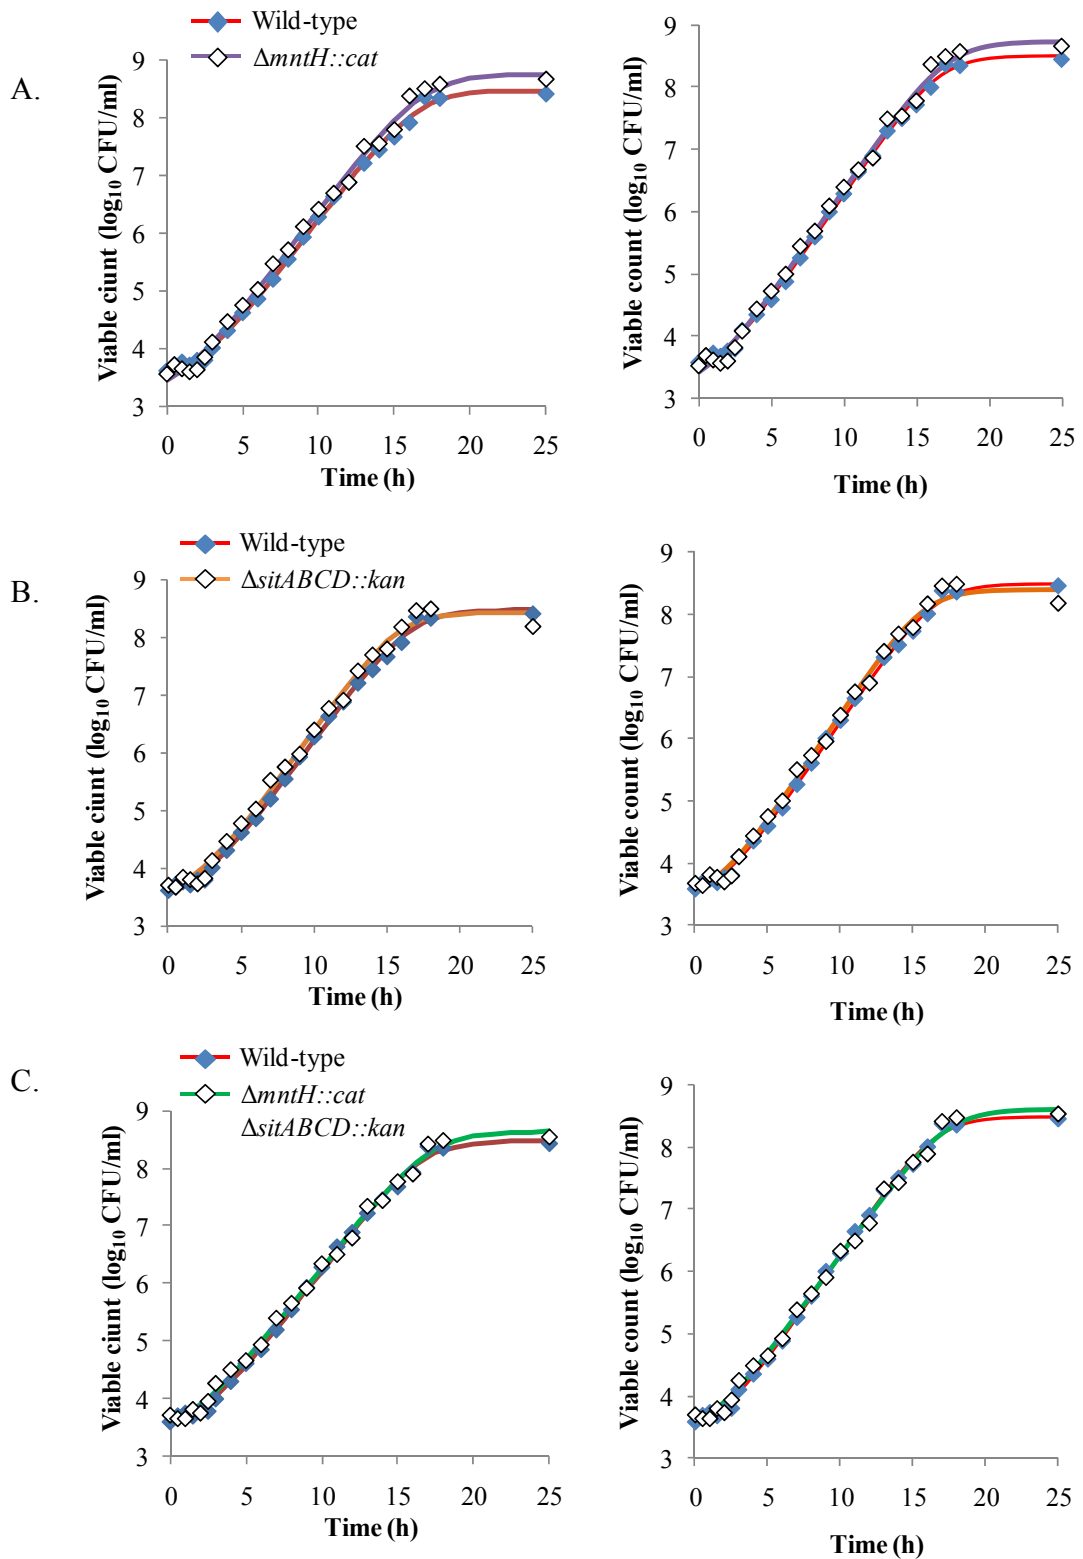 Wild-type
ΔmntH::cat
A.
Viable ciunt (log10 CFU/ml)
9
8
7
6
5
4
3
0 5 10 15 20 25
Time (h)
Viable count (log10 CFU/ml)
9
8
7
6
5
4
3
0 5 10 15 20 25
Time (h)
Wild-type
ΔsitABCD::kan
B.
Viable ciunt (log10 CFU/ml)
9
8
7
6
5
4
3
0 5 10 15 20 25
Time (h)
Viable count (log10 CFU/ml)
9
8
7
6
5
4
3
0 5 10 15 20 25
Time (h)
Wild-type
ΔmntH::cat
ΔsitABCD::kan
C.
Viable ciunt (log10 CFU/ml)
9
8
7
6
5
4
3
0 5 10 15 20 25
Time (h)
Viable count (log10 CFU/ml)
9
8
7
6
5
4
3
0 5 10 15 20 25
Time (h)